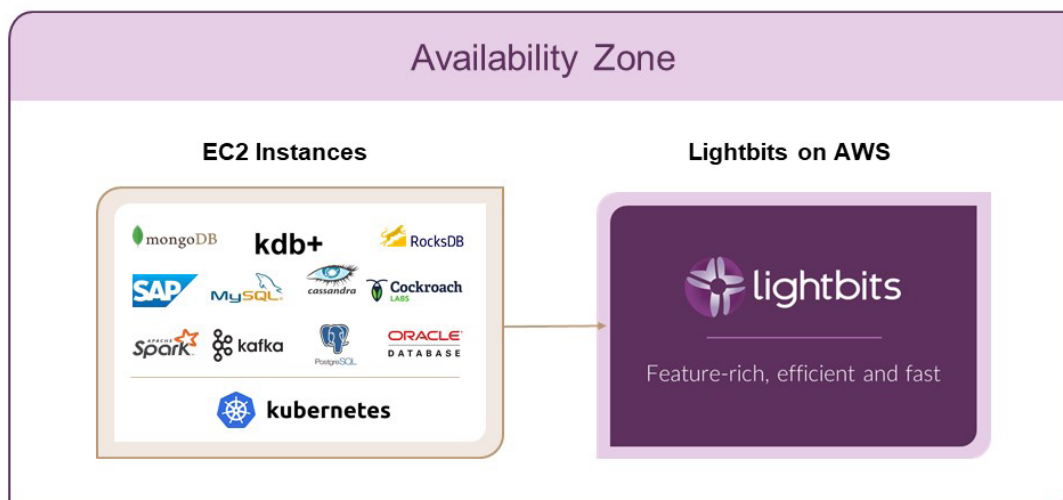 Availability Zone
EC2 Instances
Lightbits on AWS
mongoDB
kdb+
RocksDB
SAP
MySQL
cassandra
Cockroach
LABS
APACHE
Spark
kafka
PostgreSQL
ORACLE
DATABASE
kubernetes
lightbits
Feature-rich, efficient and fast